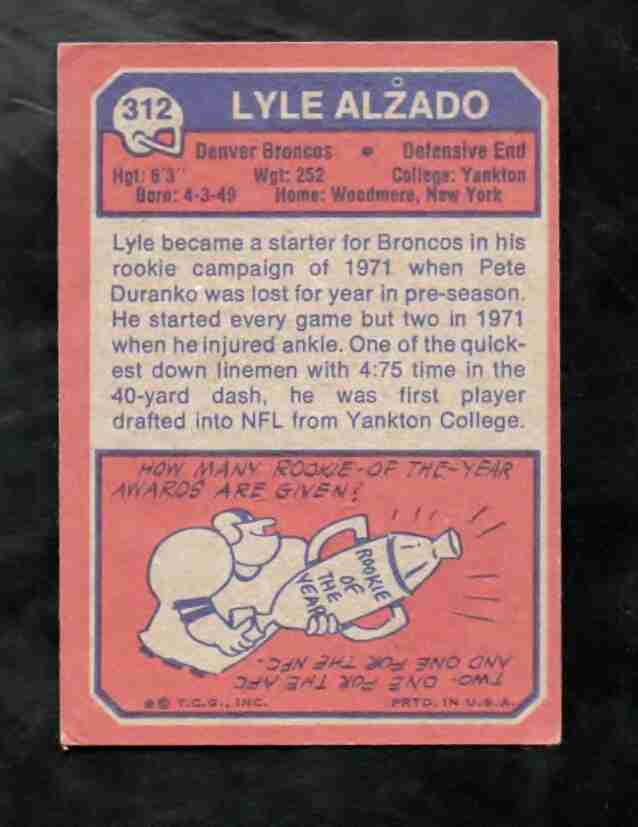 312
LYLE ALZADO
Denver Broncos • Defensive End
Hgt: 6'3" Wgt: 252 College: Yankton
Born: 4-3-49 Home: Woodmere, New York
Lyle became a starter for Broncos in his
rookie campaign of 1971 when Pete
Duranko was lost for year in pre-season.
He started every game but two in 1971
when he injured ankle. One of the quick-
est down linemen with 4:75 time in the
40-yard dash, he was first player
drafted into NFL from Yankton College.
HOW MANY ROOKIE-OF THE-YEAR
AWARDS ARE GIVEN?
ROOKIE
OF
THE
YEAR
TWO- ONE FOR THE AFC
AND ONE FOR THE NFC.
© T.C.G., INC. PRTD. IN U.S.A.